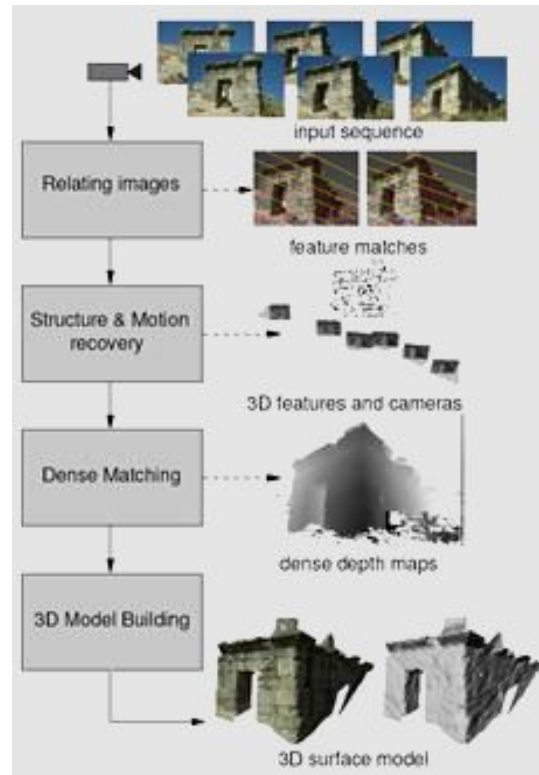 input sequence
Relating images
feature matches
Structure & Motion
recovery
3D features and cameras
Dense Matching
dense depth maps
3D Model Building
3D surface model